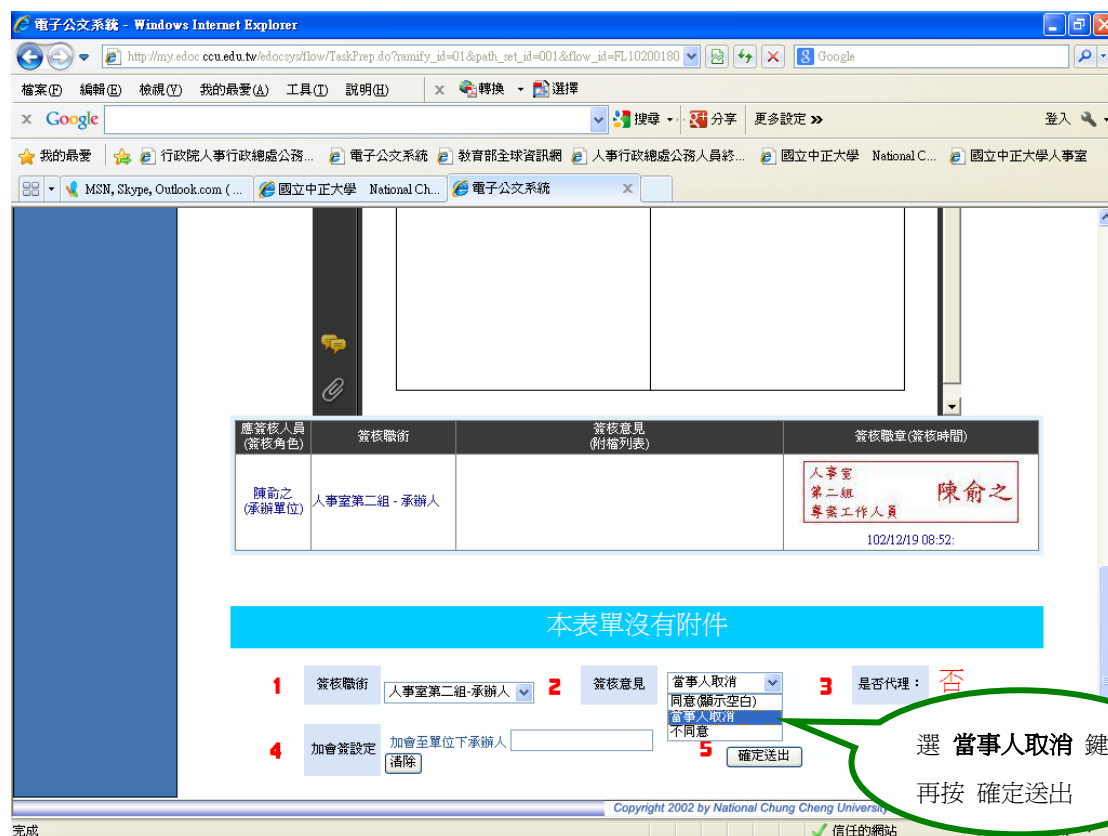 電子公文系統 - Windows Internet Explorer
http://my.edoc.ccu.edu.tw/edocsys/flow/TaskPrep.do?ramify_id=01&path_set_id=001&flow_id=FL10200180
Google
檔案(F) 編輯(E) 檢視(V) 我的最愛(A) 工具(T) 說明(H) x 轉換 選擇
x Google 搜尋 分享 更多設定 >> 登入
我的最愛 行政院人事行政總處公務... 電子公文系統 教育部全球資訊網 人事行政總處公務人員終... 國立中正大學 National C... 國立中正大學人事室
MSN, Skype, Outlook.com (... 國立中正大學 National Ch... 電子公文系統 x
應簽核人員
(簽核角色)
簽核職銜
簽核意見
(附檔列表)
簽核職章(簽核時間)
陳俞之
(承辦單位)
人事室第二組 - 承辦人
人事室
第二組
專案工作人員
陳俞之
102/12/19 08:52:
本表單沒有附件
1 簽核職銜 人事室第二組-承辦人 2 簽核意見 當事人取消 3 是否代理： 否
同意(顯示空白)
當事人取消
不同意
4 加會簽設定 加會至單位下承辦人
清除
5 確定送出
選 當事人取消 鍵
再按 確定送出
Copyright 2002 by National Chung Cheng University
完成 信任的網站